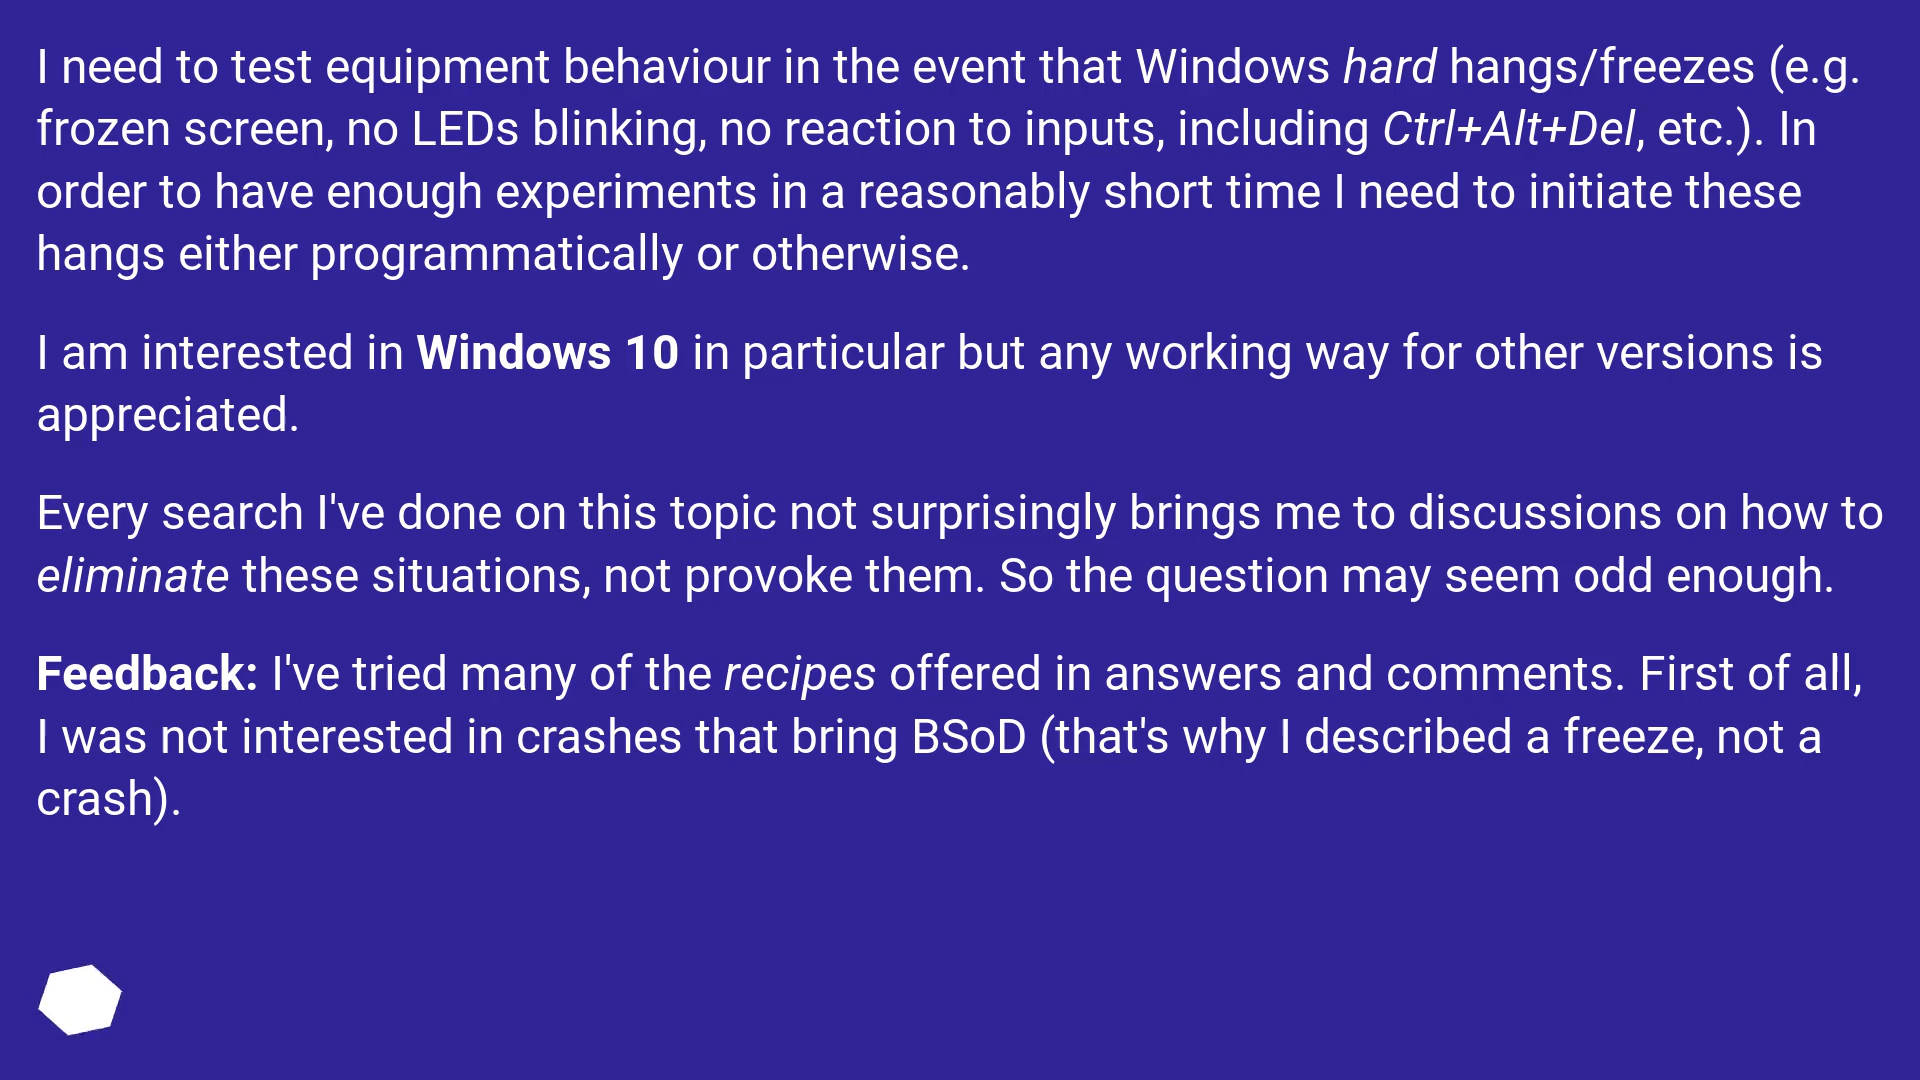 I need to test equipment behaviour in the event that Windows hard hangs/freezes (e.g.
frozen screen, no LEDs blinking, no reaction to inputs, including Ctrl+Alt+Del, etc.). In
order to have enough experiments in a reasonably short time I need to initiate these
hangs either programmatically or otherwise.
I am interested in Windows 10 in particular but any working way for other versions is
appreciated.
Every search I've done on this topic not surprisingly brings me to discussions on how to
eliminate these situations, not provoke them. So the question may seem odd enough.
Feedback: I've tried many of the recipes offered in answers and comments. First of all,
I was not interested in crashes that bring BSoD (that's why I described a freeze, not a
crash).